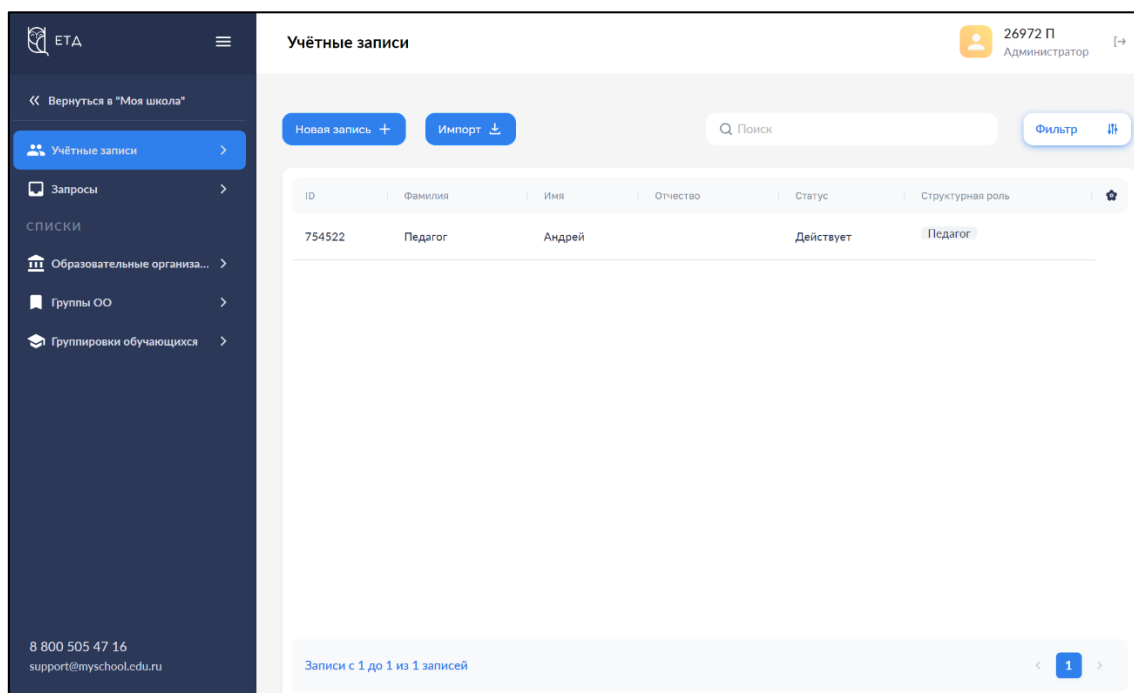 ЕТД
Учётные записи
26972 П
Администратор
Вернуться в "Моя школа"
Учётные записи
Запросы
СПИСКИ
Образовательные организа...
Группы ОО
Группировки обучающихся
8 800 505 47 16
support@myschool.edu.ru
Новая запись +
Импорт
Поиск
Фильтр
ID Фамилия Имя Отчество Статус Структурная роль
754522 Педагог Андрей Действует Педагог
Записи с 1 до 1 из 1 записей
1